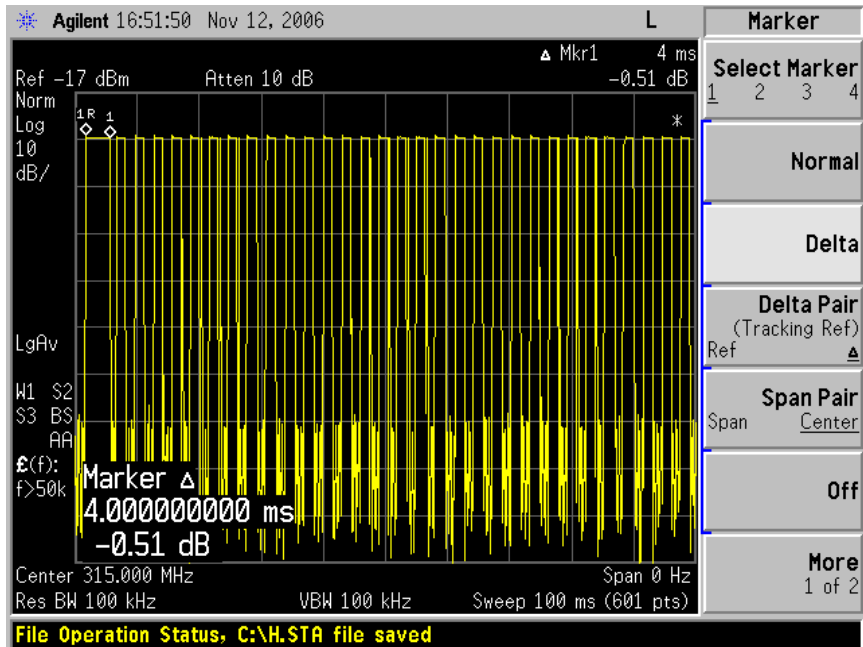 Agilent 16:51:50 Nov 12, 2006 L
Δ Mkr1 4 ms
Ref -17 dBm Atten 10 dB -0.51 dB
Norm
Log
10
dB/
1R 1
*
LgAv
W1 S2
S3 BS
AA
£(f):
f>50k
Marker Δ
4.000000000 ms
-0.51 dB
Center 315.000 MHz Span 0 Hz
Res BW 100 kHz VBW 100 kHz Sweep 100 ms (601 pts)
File Operation Status, C:\H.STA file saved
Marker
Select Marker
1 2 3 4
Normal
Delta
Delta Pair
(Tracking Ref)
Ref Δ
Span Pair
Span Center
Off
More
1 of 2